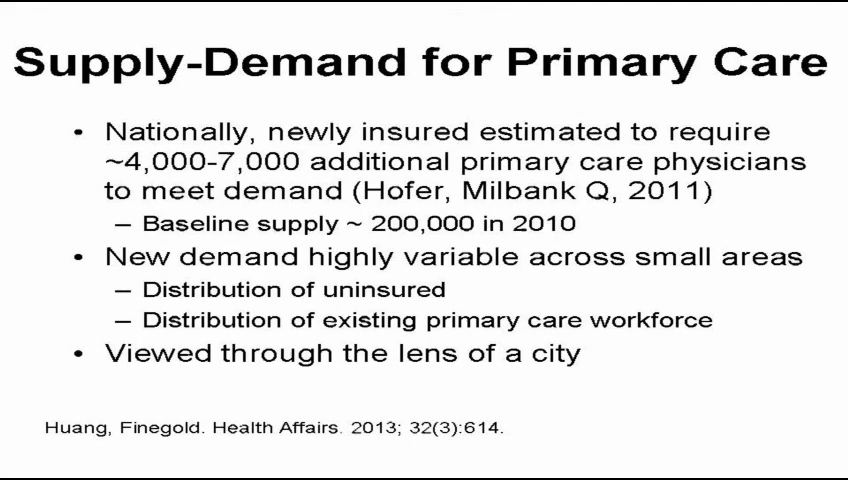 Supply-Demand for Primary Care
• Nationally, newly insured estimated to require
~4,000-7,000 additional primary care physicians
to meet demand (Hofer, Milbank Q, 2011)
– Baseline supply ~ 200,000 in 2010
• New demand highly variable across small areas
– Distribution of uninsured
– Distribution of existing primary care workforce
• Viewed through the lens of a city
Huang, Finegold. Health Affairs. 2013; 32(3):614.